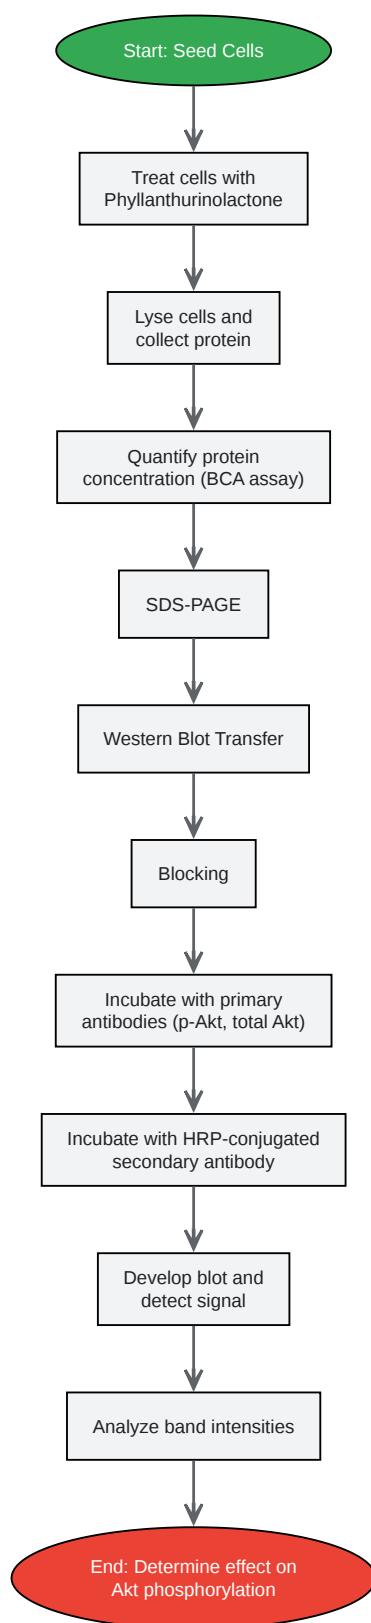 Start: Seed Cells
Treat cells with
Phyllanthurinolactone
Lyse cells and
collect protein
Quantify protein
concentration (BCA assay)
SDS-PAGE
Western Blot Transfer
Blocking
Incubate with primary
antibodies (p-Akt, total Akt)
Incubate with HRP-conjugated
secondary antibody
Develop blot and
detect signal
Analyze band intensities
End: Determine effect on
Akt phosphorylation